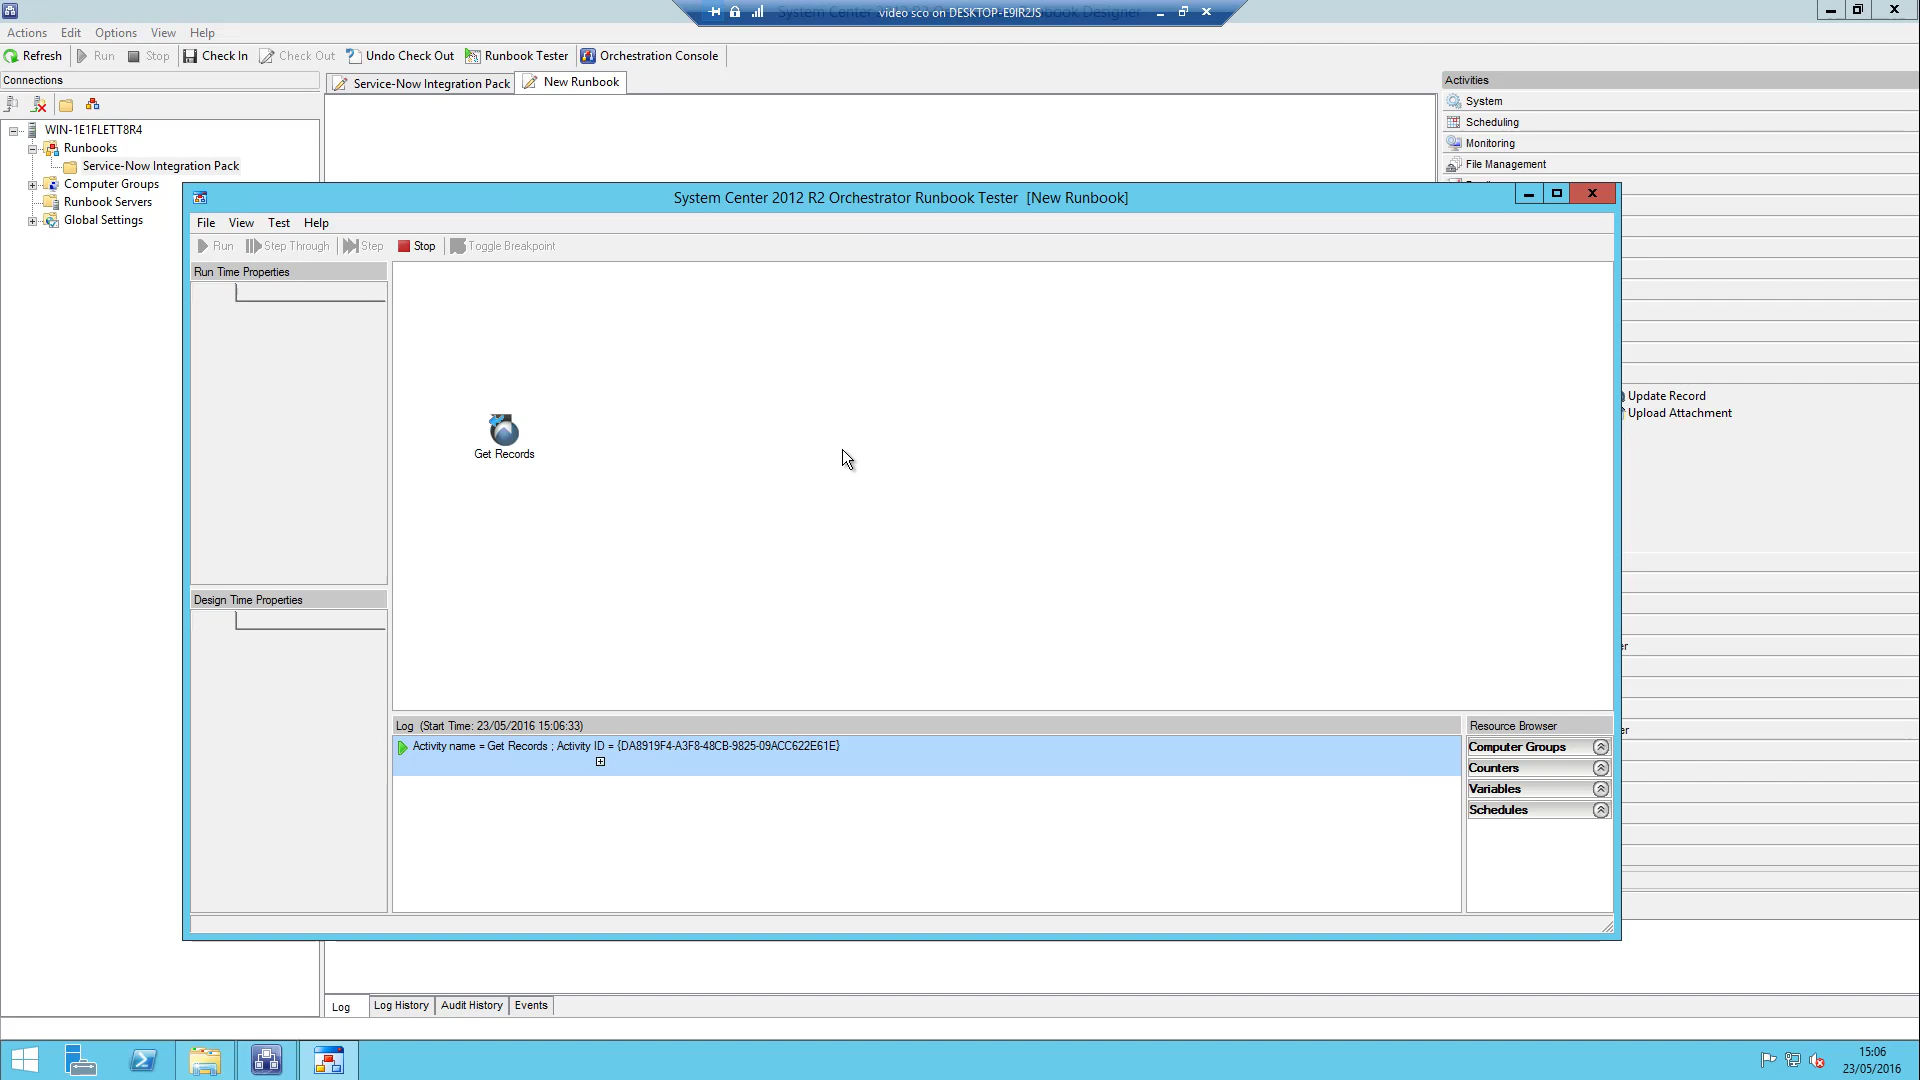 video sco on DESKTOP-E9IR2JS
Actions Edit Options View Help
Refresh Run Stop Check In Check Out Undo Check Out Runbook Tester Orchestration Console
Connections
Service-Now Integration Pack New Runbook
Activities
WIN-1E1FLETT8R4
Runbooks
Service-Now Integration Pack
Computer Groups
Runbook Servers
Global Settings
System
Scheduling
Monitoring
File Management
Update Record
Upload Attachment
System Center 2012 R2 Orchestrator Runbook Tester [New Runbook]
File View Test Help
Run Step Through Step Stop Toggle Breakpoint
Run Time Properties
Get Records
Design Time Properties
Log (Start Time: 23/05/2016 15:06:33)
Activity name = Get Records ; Activity ID = {DA8919F4-A3F8-48CB-9825-09ACC622E61E}
Resource Browser
Computer Groups
Counters
Variables
Schedules
Log Log History Audit History Events
15:06
23/05/2016